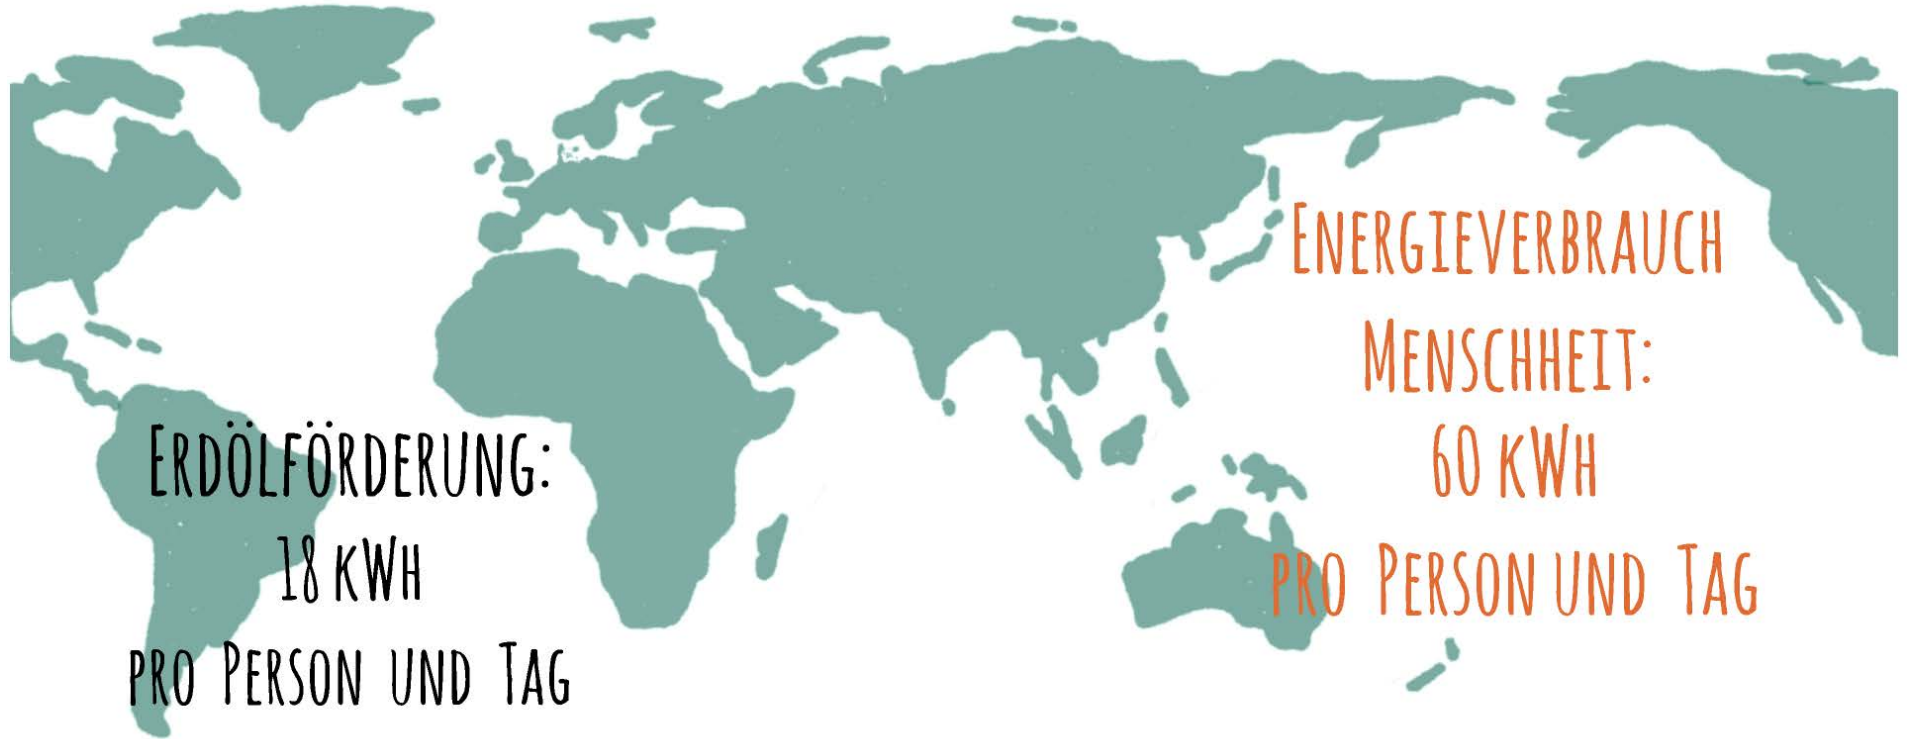 Erdölförderung:
18 kWh
pro Person und Tag
Energieverbrauch
Menschheit:
60 kWh
pro Person und Tag